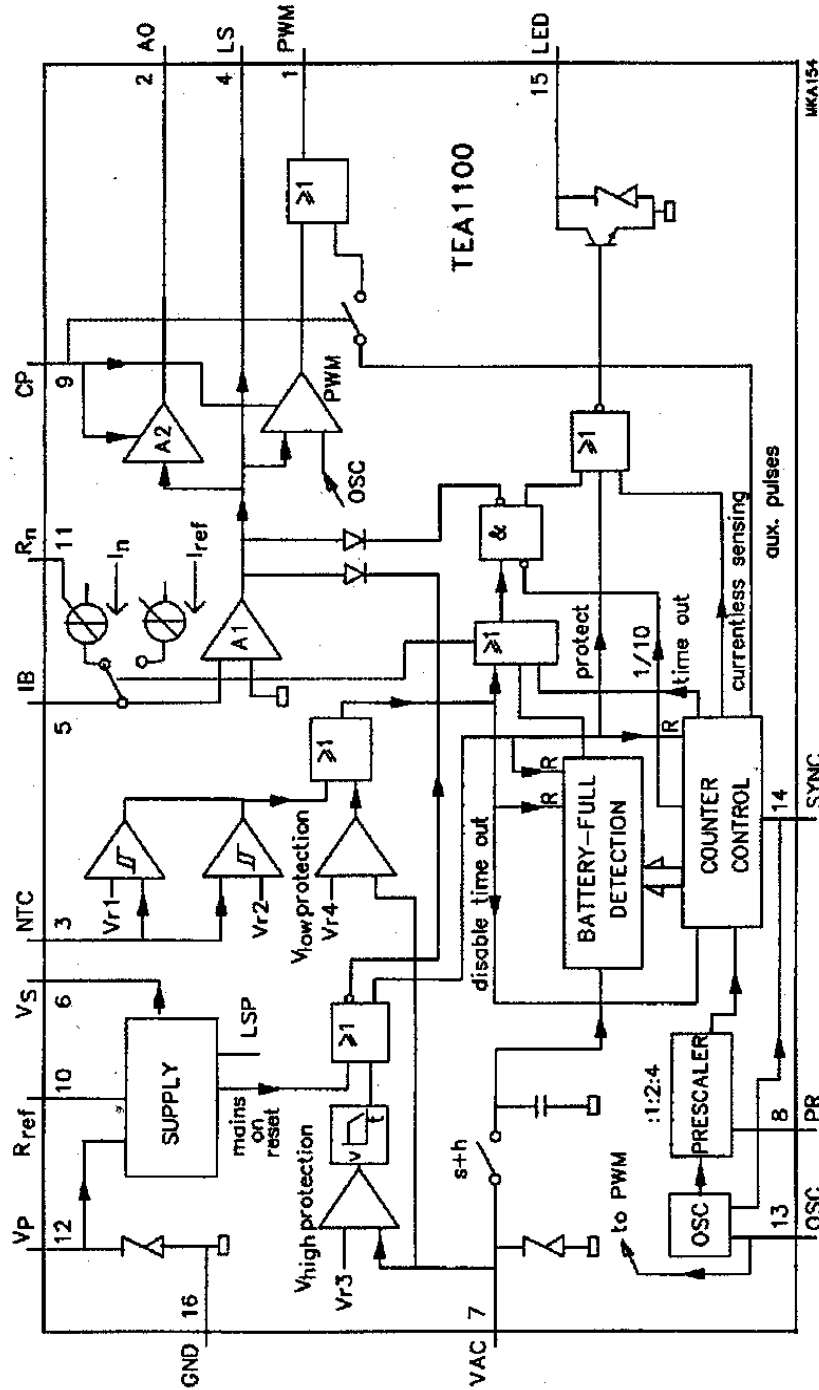 VP
12
Rref
10
VS
6
NTC
3
IB
5
Rn
11
CP
9
AO
2
LS
4
PWM
1
LED
15
GND
16
VAC
7
SUPPLY
LSP
mains
on
reset
Vr1
Vr2
Vhigh protection
Vr3
v
t
≥1
Vlow protection
Vr4
≥1
In
Iref
A1
A2
OSC
PWM
≥1
TEA1100
s+h
disable time out
BATTERY-FULL
DETECTION
R
R
≥1
&
≥1
protect
1/10
time out
currentless sensing
aux. pulses
to PWM
OSC
:1:2:4
PRESCALER
COUNTER
CONTROL
R
13
OSC
8
PR
14
SYNC
MKA154